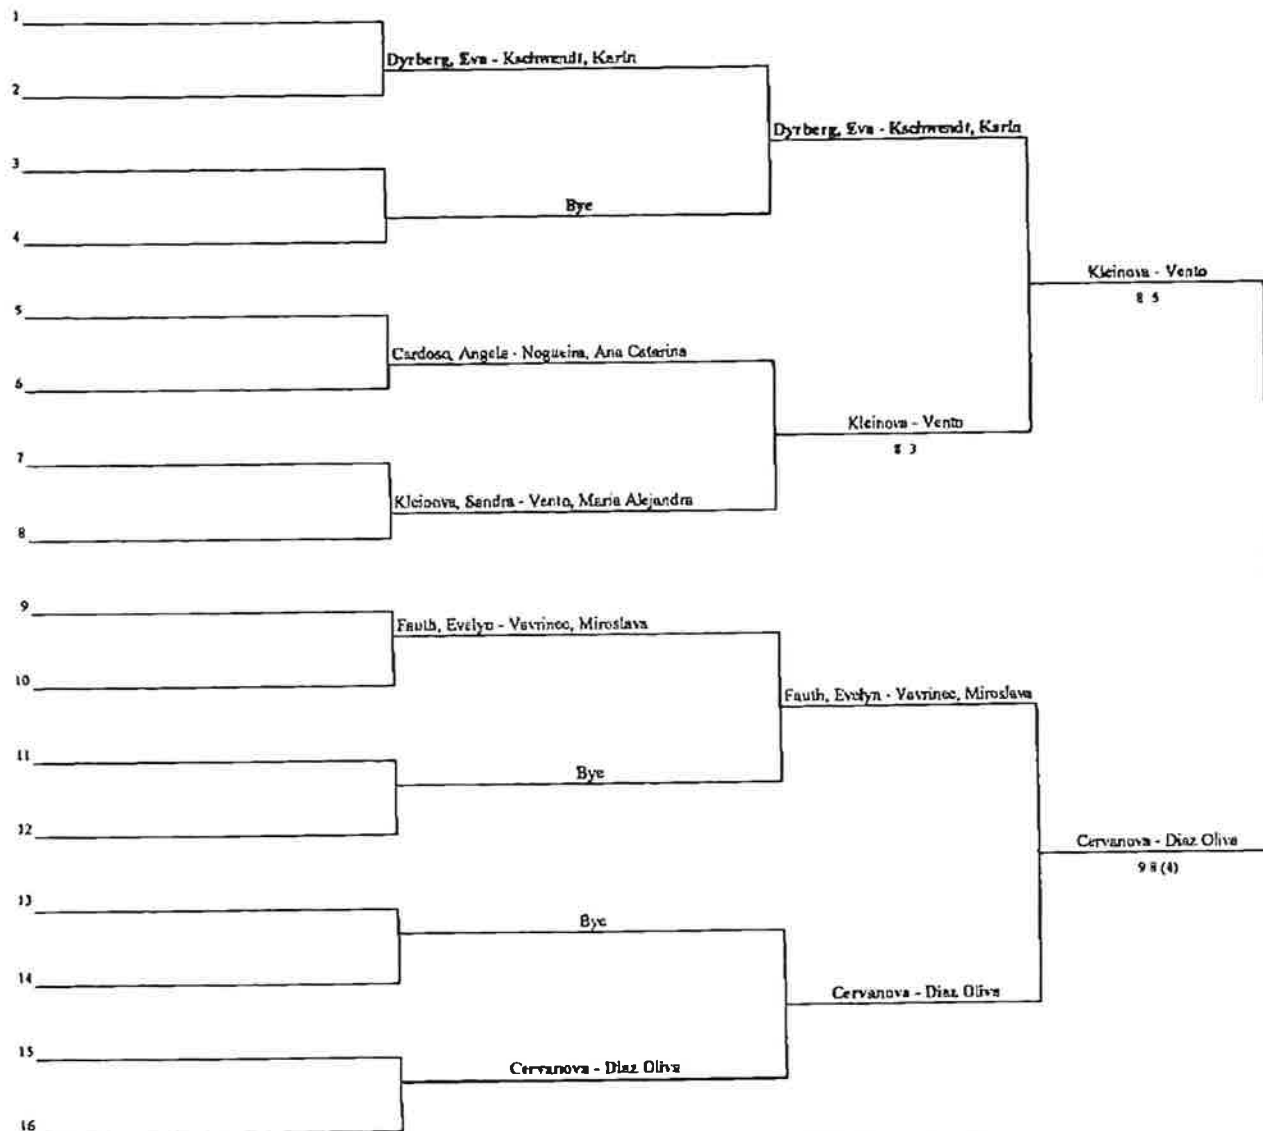 1
Dyrberg, Eva - Kschwendt, Karin
2
Dyrberg, Eva - Kschwendt, Karin
3
Bye
4
Kleinova - Vento
8 5
5
Cardoso, Angela - Nogueira, Ana Catarina
6
Kleinova - Vento
8 3
7
Kleinova, Sandra - Vento, Maria Alejandra
8
9
Fauth, Evelyn - Vavrinec, Miroslava
10
Fauth, Evelyn - Vavrinec, Miroslava
11
Bye
12
Cervanova - Diaz Oliva
9 8 (4)
13
Bye
14
Cervanova - Diaz Oliva
15
Cervanova - Diaz Oliva
16